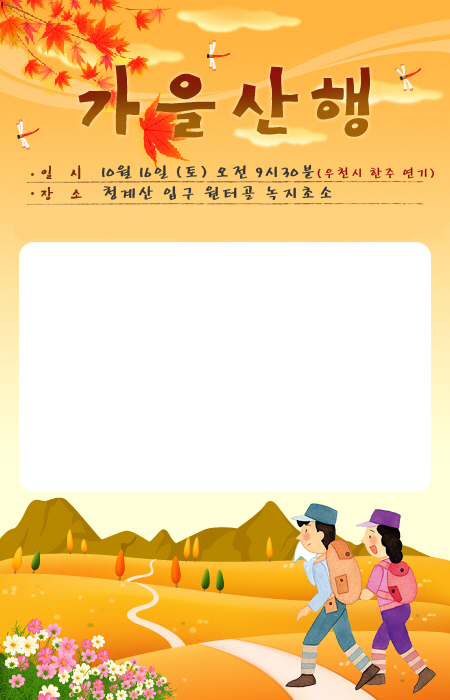 가을산행
· 일 시 10월 16일 (토) 오전 9시30분(우천시 한주 연기)
· 장 소 청계산 입구 원터골 녹지초소